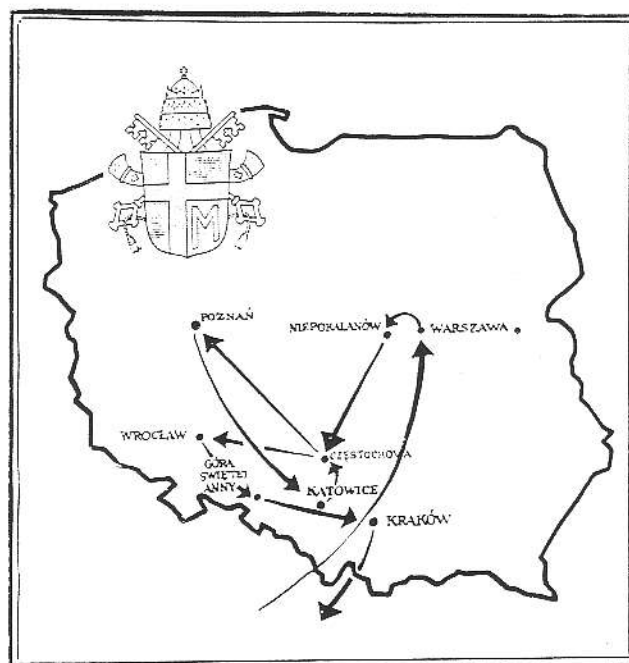 M
POZNAŃ
NIEPOKALANÓW
WARSZAWA
WROCŁAW
CZĘSTOCHOWA
GÓRA
ŚWIĘTEJ
ANNY
KATOWICE
KRAKÓW